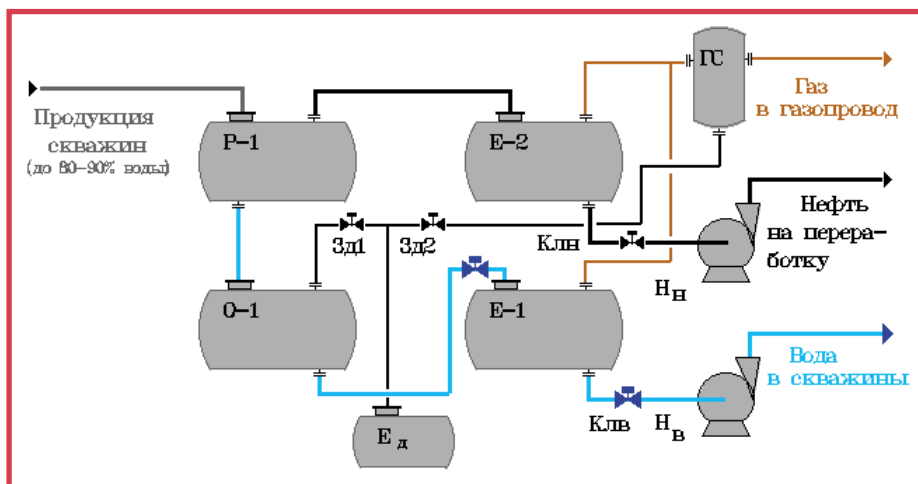 ГС
Газ
в газопровод
Продукция
скважин
(до 80-90% воды)
Р-1
Е-2
Нефть
на перера-
ботку
Зд1
Зд2
Клн
Нн
О-1
Е-1
Вода
в скважины
Клв
Нв
Ед